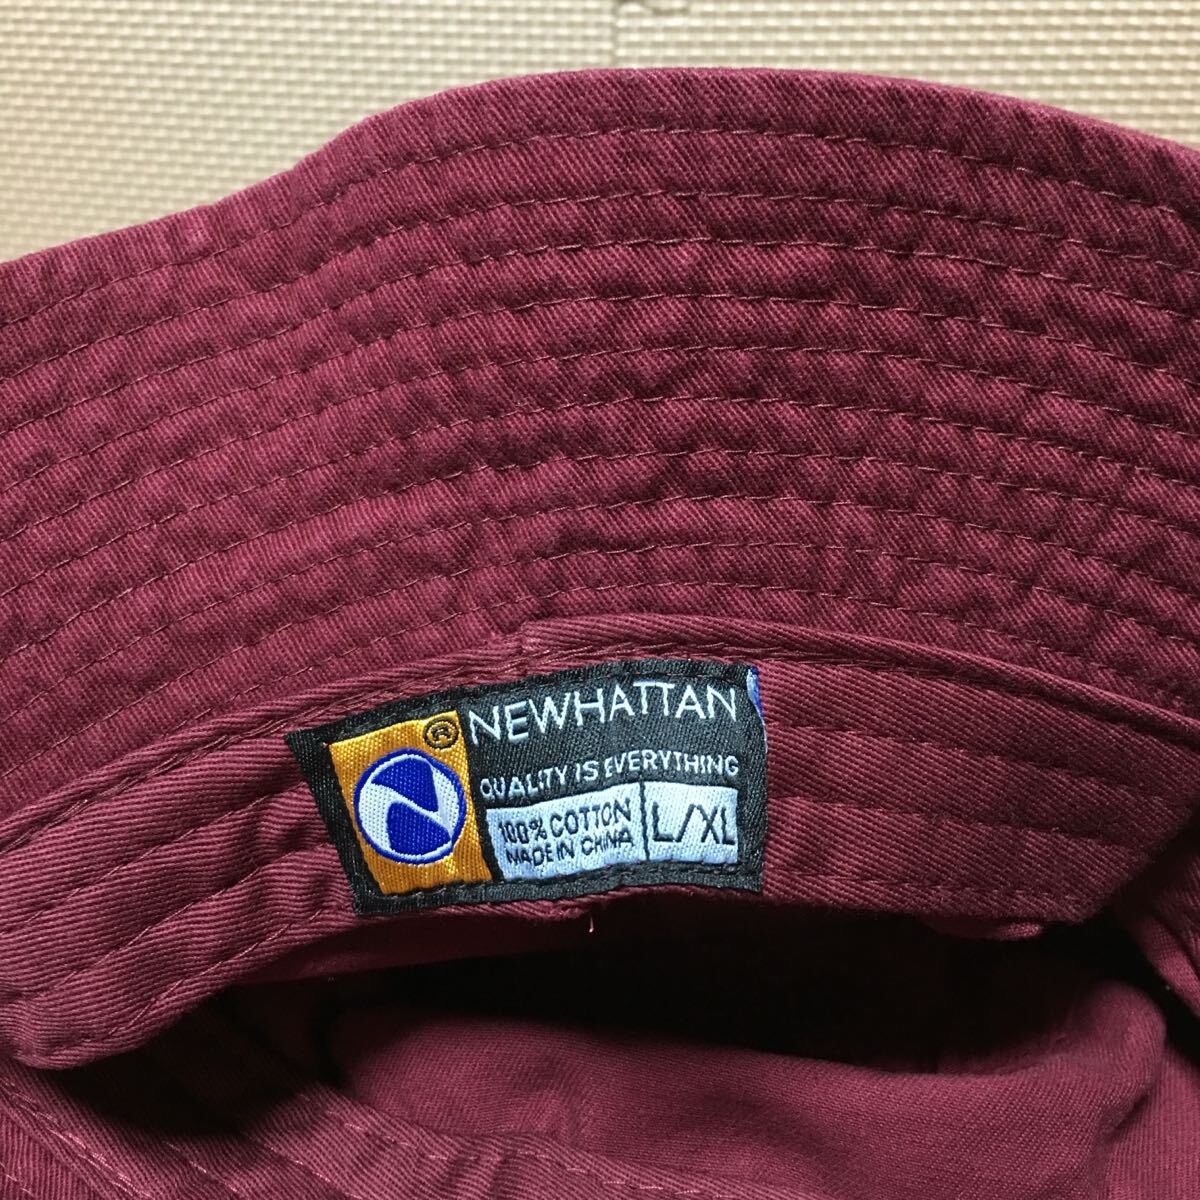 ® NEWHATTAN
QUALITY IS EVERYTHING
100% COTTON
MADE IN CHINA
L/XL